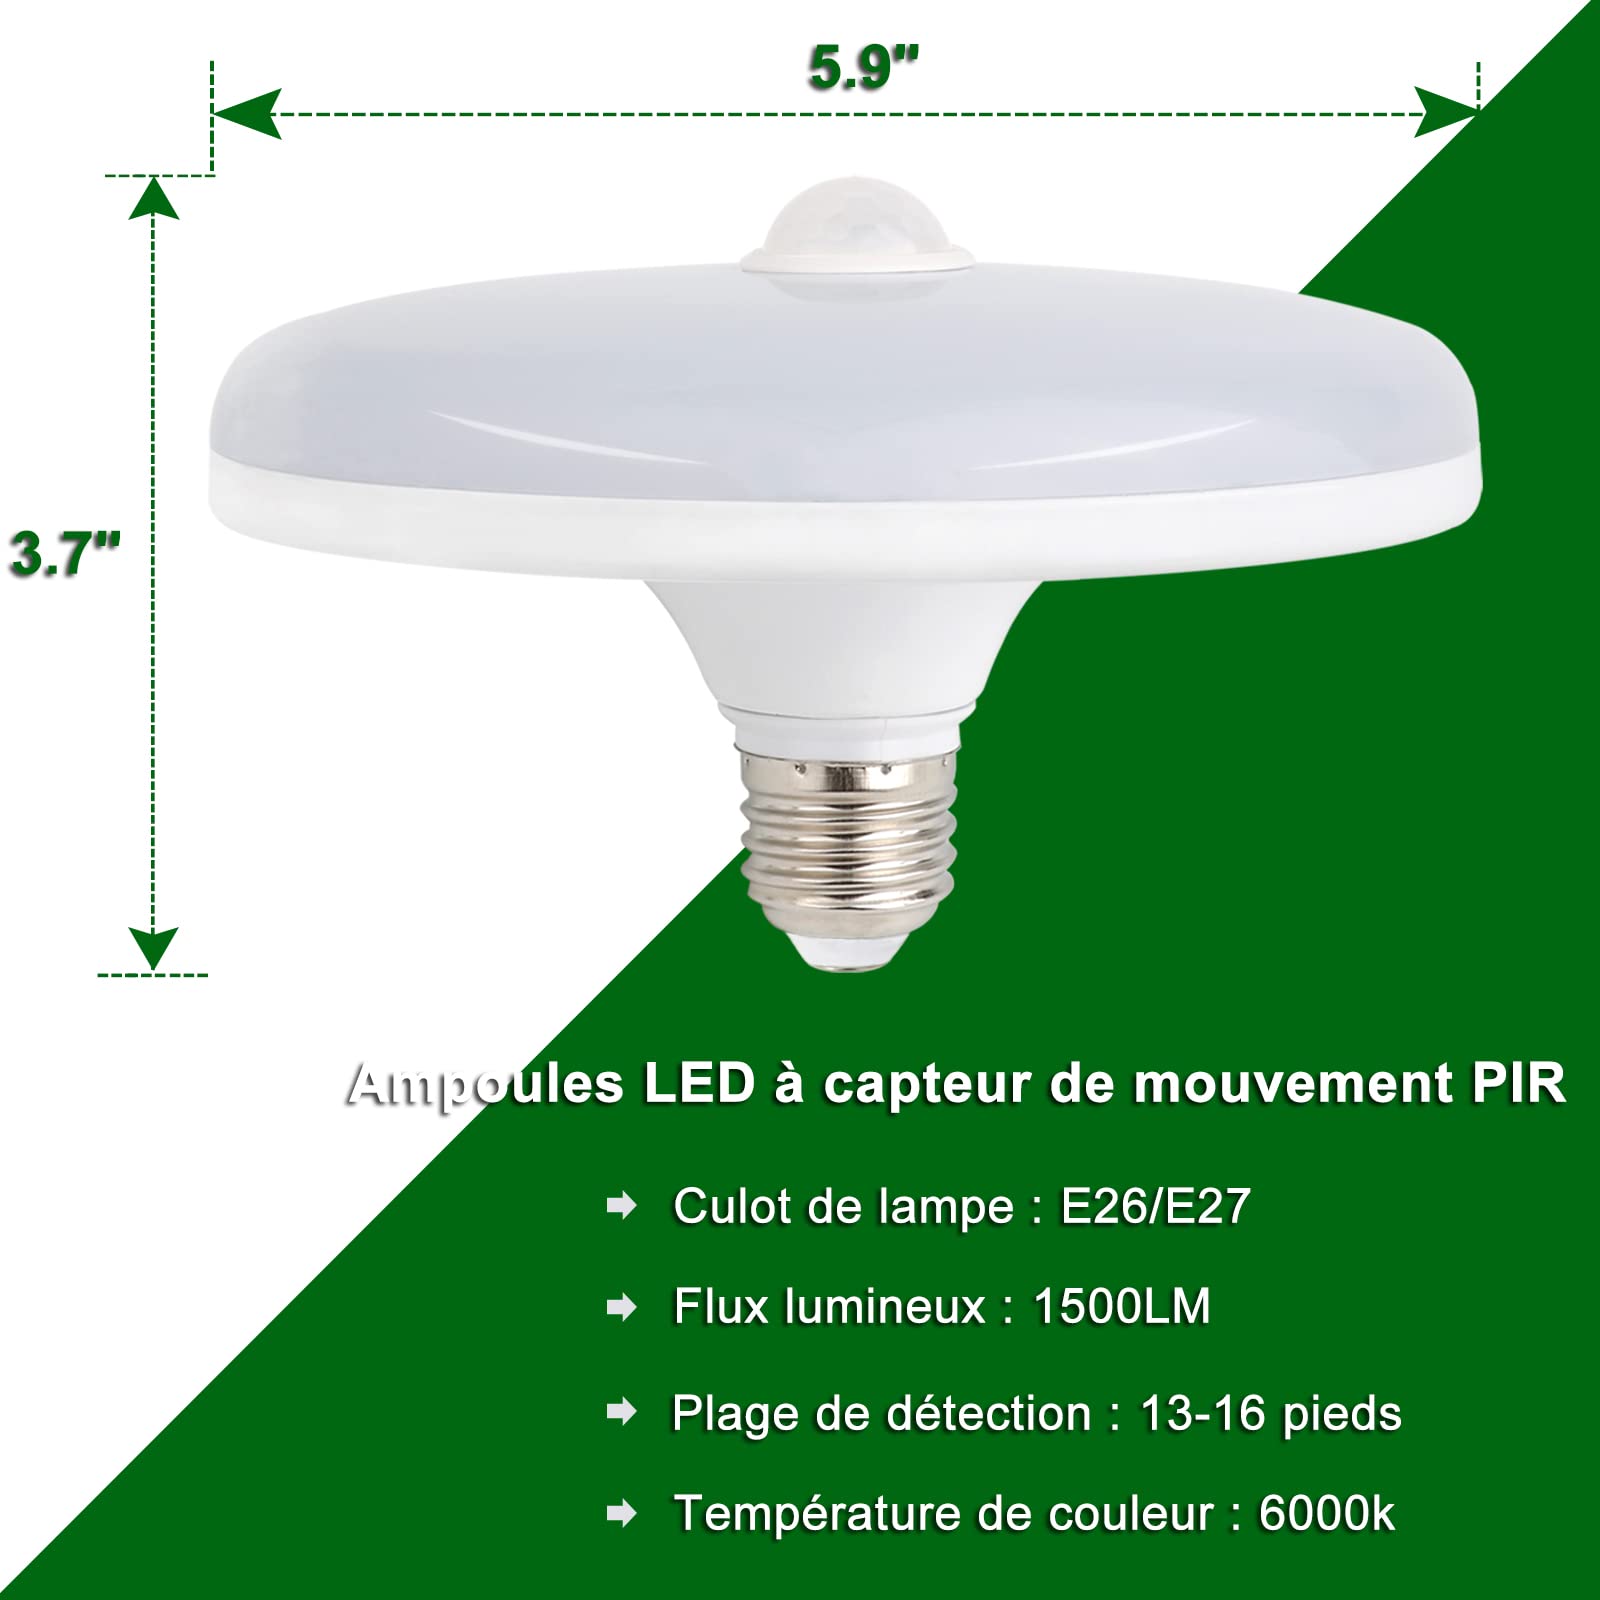 5.9"
3.7"
Ampoules LED à capteur de mouvement PIR
Culot de lampe : E26/E27
Flux lumineux : 1500LM
Plage de détection : 13-16 pieds
Température de couleur : 6000k